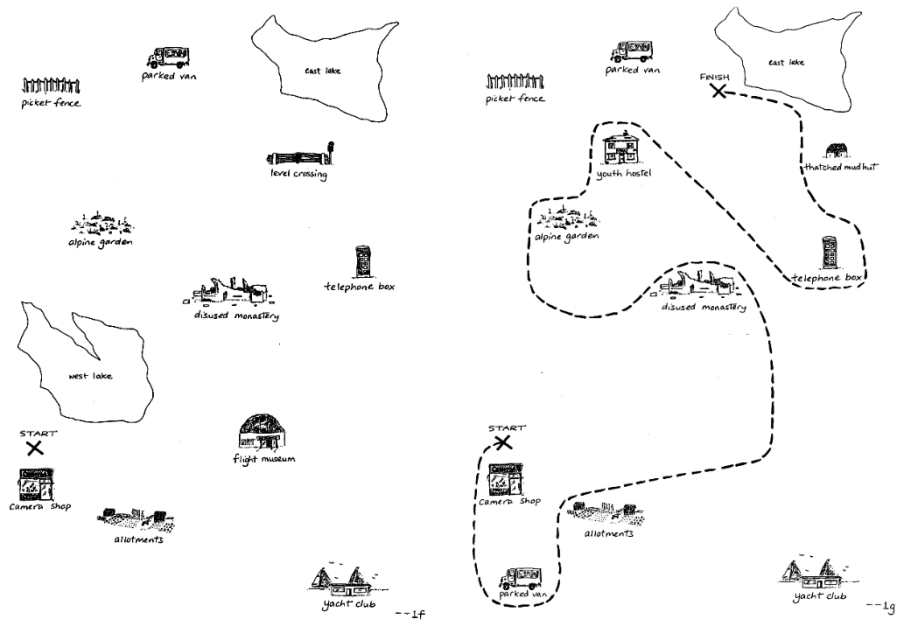 east lake
parked van
picket fence
level crossing
alpine garden
telephone box
disused monastery
west lake
START
flight museum
camera shop
allotments
yacht club
--1f
east lake
parked van
FINISH
picket fence
thatched mud hut
youth hostel
alpine garden
telephone box
disused monastery
START
camera shop
allotments
parked van
yacht club
--1g